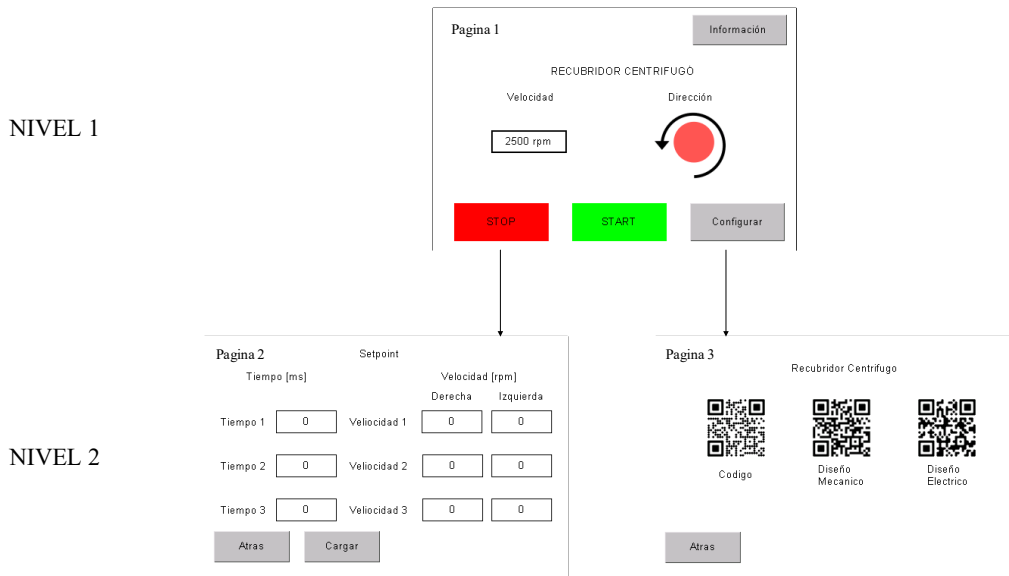 Pagina 1
Información
RECUBRIDOR CENTRIFUGO
Velocidad Dirección
NIVEL 1
2500 rpm
STOP START Configurar
Pagina 2 Setpoint
Tiempo [ms] Velocidad [rpm]
Derecha Izquierda
Tiempo 1 0 Veliocidad 1 0 0
Tiempo 2 0 Veliocidad 2 0 0
Tiempo 3 0 Veliocidad 3 0 0
Atras Cargar
NIVEL 2
Pagina 3
Recubridor Centrifugo
Codigo
Diseño
Mecanico
Diseño
Electrico
Atras